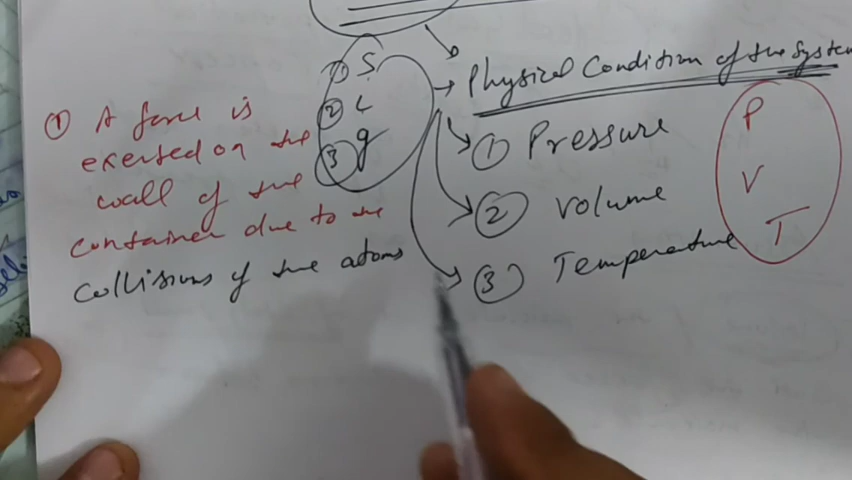 ① S
② L
③ g
Physical Condition of the System
① Pressure
② Volume
③ Temperature
P
V
T
① A force is
exerted on the
wall of the
container due to the
collisions of the atoms